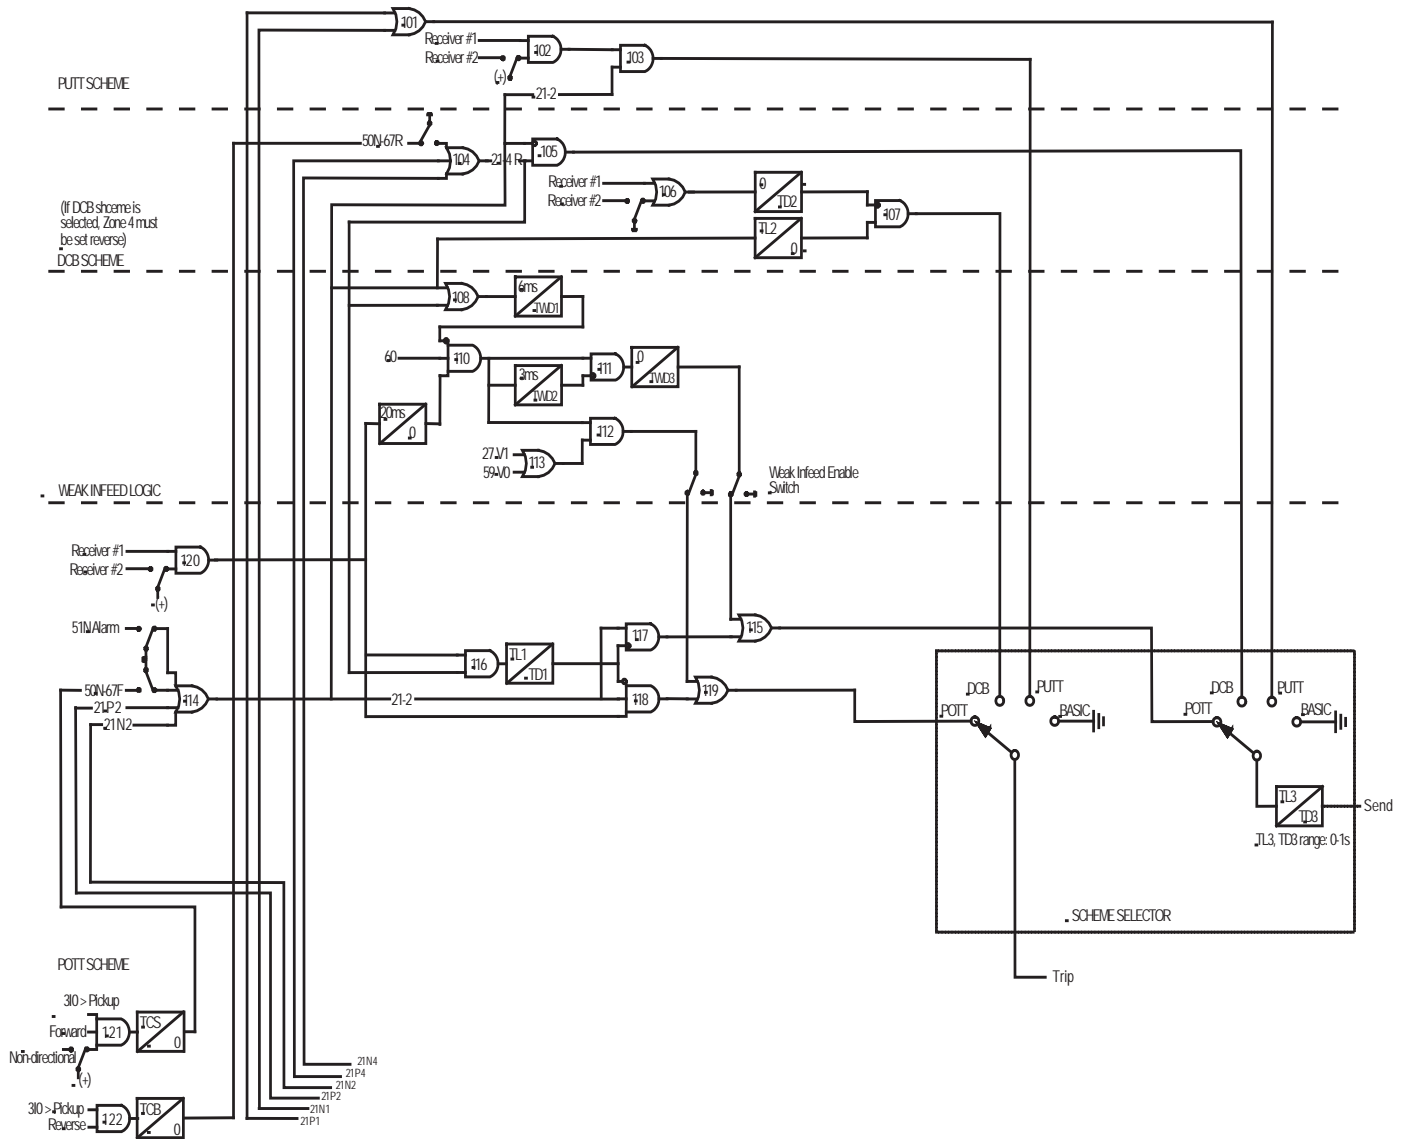 101
Receiver #1
102
Receiver #2
103
(+)
21-2
PUTT SCHEME
50N-67R
104
21-4 R
105
Receiver #1
Receiver #2
106
0
TD2
107
TL2
0
(If DCB shceme is
selected, Zone 4 must
be set reverse)
DCB SCHEME
108
6ms
TWD1
60
110
111
0
TWD3
3ms
TWD2
20ms
0
112
27-V1
59-V0
113
Weak Infeed Enable
Switch
WEAK INFEED LOGIC
Receiver #1
Receiver #2
120
(+)
51N Alarm
50N-67F
21P2
21N2
114
21-2
116
TL1
TD1
117
118
115
119
DCB
PUTT
POTT
BASIC
DCB
PUTT
POTT
BASIC
TL3
TD3
Send
TL3, TD3 range: 0-1s
SCHEME SELECTOR
Trip
POTT SCHEME
3I0 > Pickup
Forward
Non-directional
(+)
121
TCS
0
3I0 > Pickup
Reverse
122
TCB
0
21N4
21P4
21N2
21P2
21N1
21P1